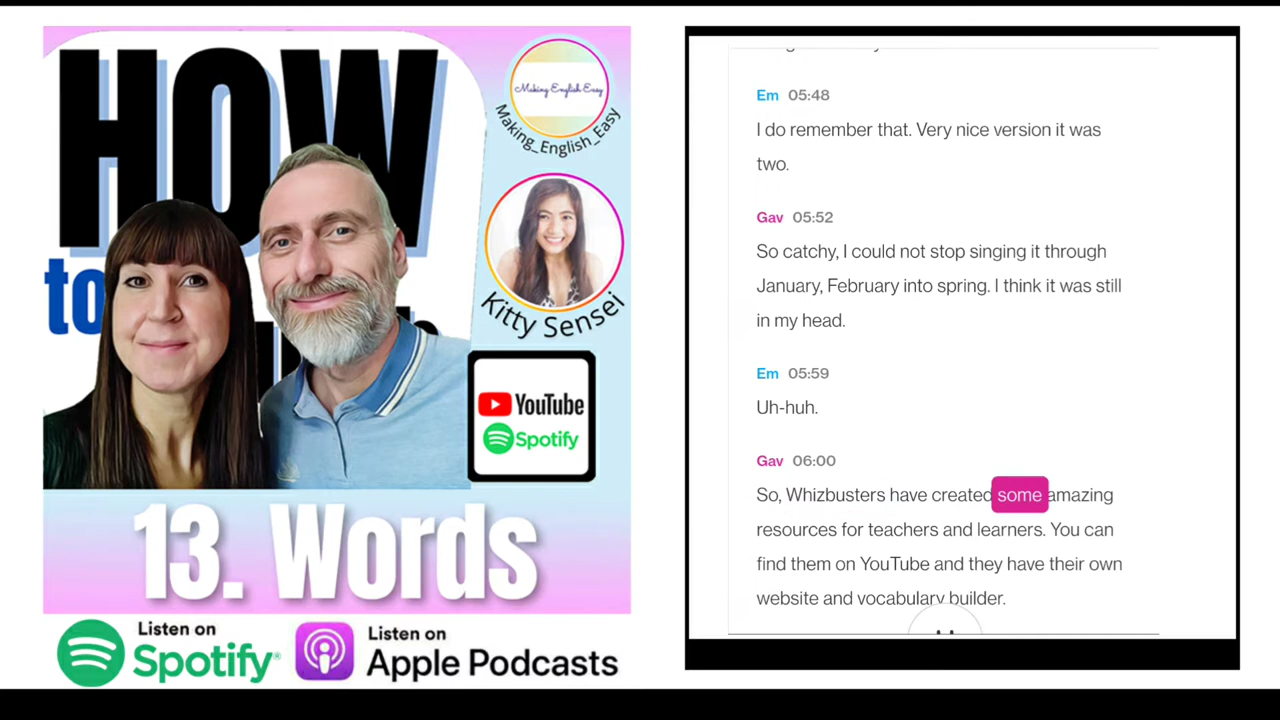 HOW
to
Making English Easy
Making_English_Easy
Kitty Sensei
YouTube
Spotify
13. Words
Listen on
Spotify
Listen on
Apple Podcasts
Em 05:48
I do remember that. Very nice version it was
two.
Gav 05:52
So catchy, I could not stop singing it through
January, February into spring. I think it was still
in my head.
Em 05:59
Uh-huh.
Gav 06:00
So, Whizbusters have created some amazing
resources for teachers and learners. You can
find them on YouTube and they have their own
website and vocabulary builder.